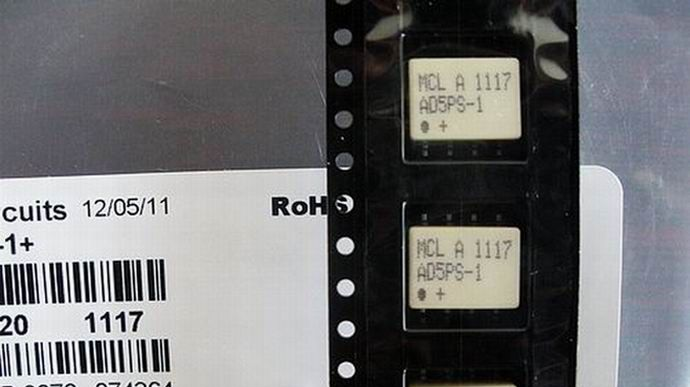 cuits 12/05/11
RoHS
-1+
20 1117
MCL A 1117
AD5PS-1
+
MCL A 1117
AD5PS-1
+